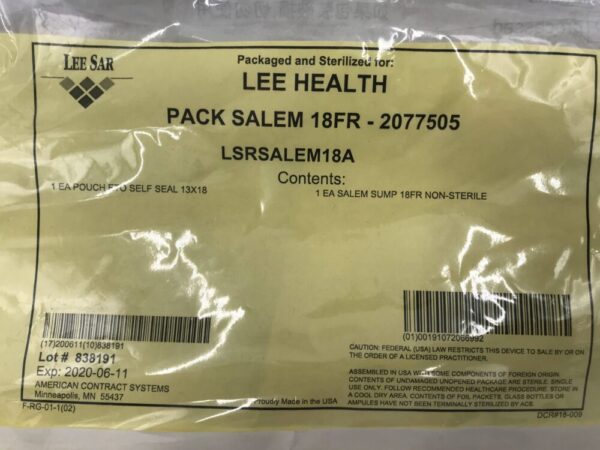 LEE SAR
Packaged and Sterilized for:
LEE HEALTH
PACK SALEM 18FR - 2077505
LSRSALEM18A
Contents:
1 EA POUCH ETO SELF SEAL 13X18
1 EA SALEM SUMP 18FR NON-STERILE
(17)200611(10)838191
Lot # 838191
Exp: 2020-06-11
AMERICAN CONTRACT SYSTEMS
Minneapolis, MN 55437
F-RG-01-1(02)
Proudly Made in the USA
(01)00191072066992
CAUTION: FEDERAL (USA) LAW RESTRICTS THIS DEVICE TO SALE BY OR ON
THE ORDER OF A LICENSED PRACTITIONER.
ASSEMBLED IN USA WITH SOME COMPONENTS OF FOREIGN ORIGIN.
CONTENTS OF UNDAMAGED UNOPENED PACKAGE ARE STERILE. SINGLE
USE ONLY. FOLLOW RECOMMENDED HEALTHCARE PROCEDURE. STORE IN
A COOL DRY AREA. CONTENTS OF FOIL PACKETS, GLASS BOTTLES OR
AMPULES HAVE NOT BEEN TERMINALLY STERILIZED BY ACS.
DCR#16-009